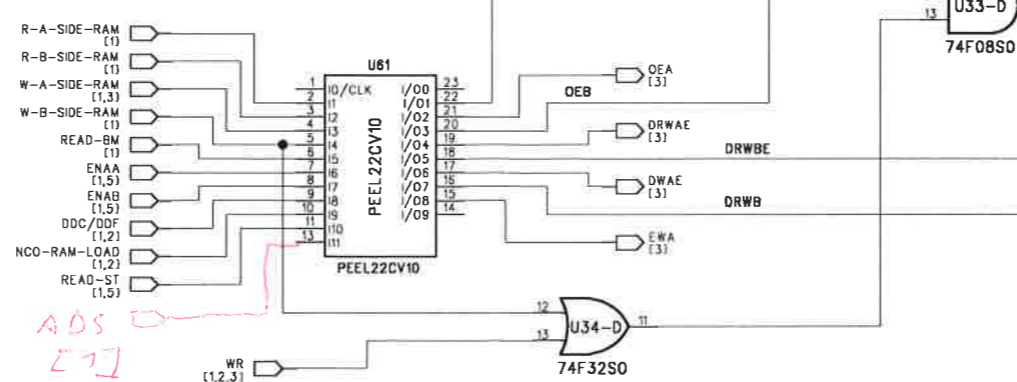 U33-D
13
74F08SO
R-A-SIDE-RAM
[1]
R-B-SIDE-RAM
[1]
W-A-SIDE-RAM
[1,3]
W-B-SIDE-RAM
[1]
READ-BM
[1]
ENAA
[1,5]
ENAB
[1,5]
DDC/DDF
[1,2]
NCO-RAM-LOAD
[1,2]
READ-ST
[1,5]
U61
1 I0/CLK I/O0 23
2 I1 I/O1 22
3 I2 I/O2 21
4 I3 I/O3 20
5 I4 I/O4 19
6 I5 I/O5 18
7 I6 I/O6 17
8 I7 I/O7 16
9 I8 I/O8 15
10 I9 I/O9 14
11 I10
13 I11
PEEL22CV10
PEEL22CV10
OEA
[3]
OEB
DRWAE
[3]
DRWBE
DWAE
[3]
DRWB
EWA
[3]
ADS
[1]
12
13
U34-D
11
74F32SO
WR
[1,2,3]